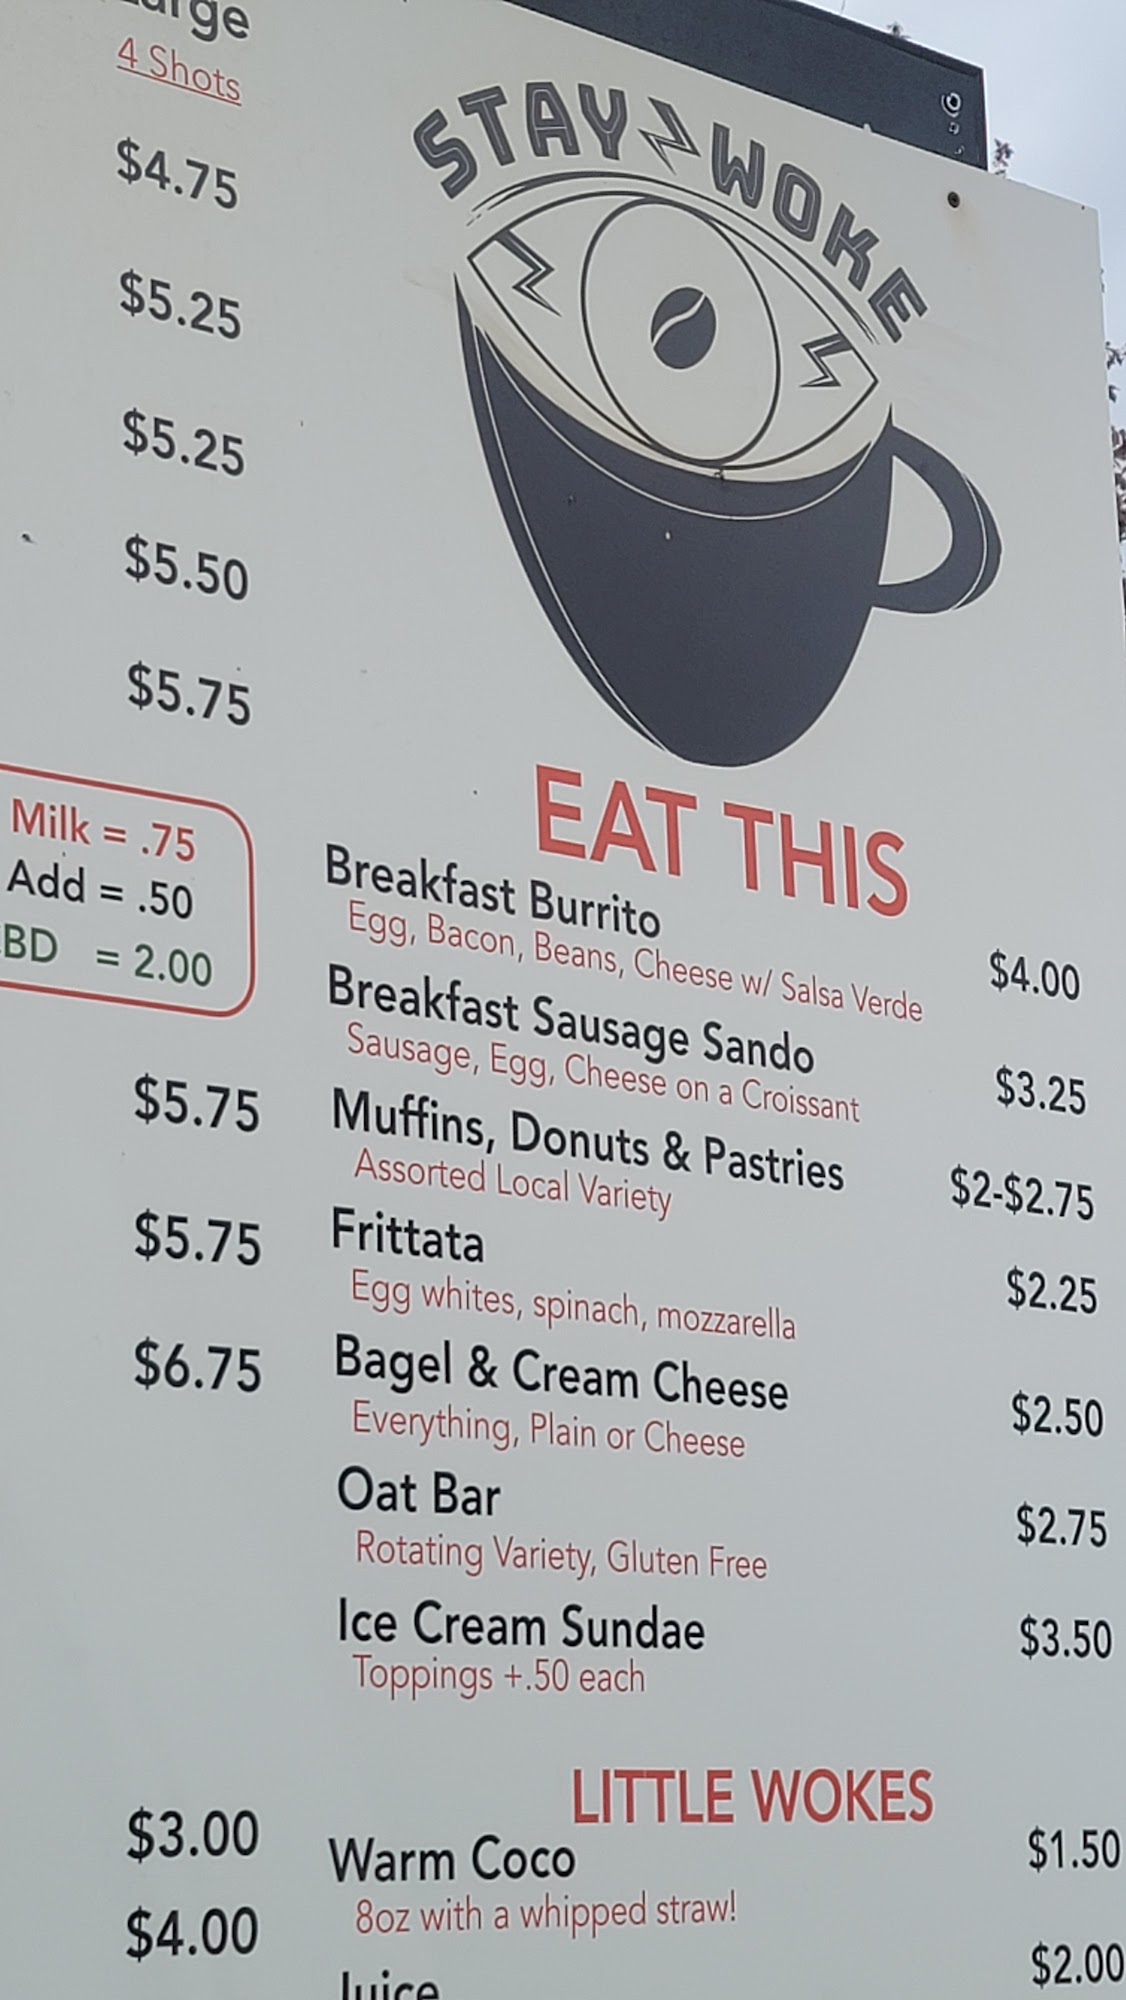 4 Shots
$4.75
$5.25
$5.25
$5.50
$5.75
Milk = .75
Add = .50
BD = 2.00
$5.75
$5.75
$6.75
$3.00
$4.00
STAY WOKE
EAT THIS
Breakfast Burrito $4.00
Egg, Bacon, Beans, Cheese w/ Salsa Verde
Breakfast Sausage Sando $3.25
Sausage, Egg, Cheese on a Croissant
Muffins, Donuts & Pastries $2-$2.75
Assorted Local Variety
Frittata $2.25
Egg whites, spinach, mozzarella
Bagel & Cream Cheese $2.50
Everything, Plain or Cheese
Oat Bar $2.75
Rotating Variety, Gluten Free
Ice Cream Sundae $3.50
Toppings +.50 each
LITTLE WOKES
Warm Coco $1.50
8oz with a whipped straw!
Juice $2.00